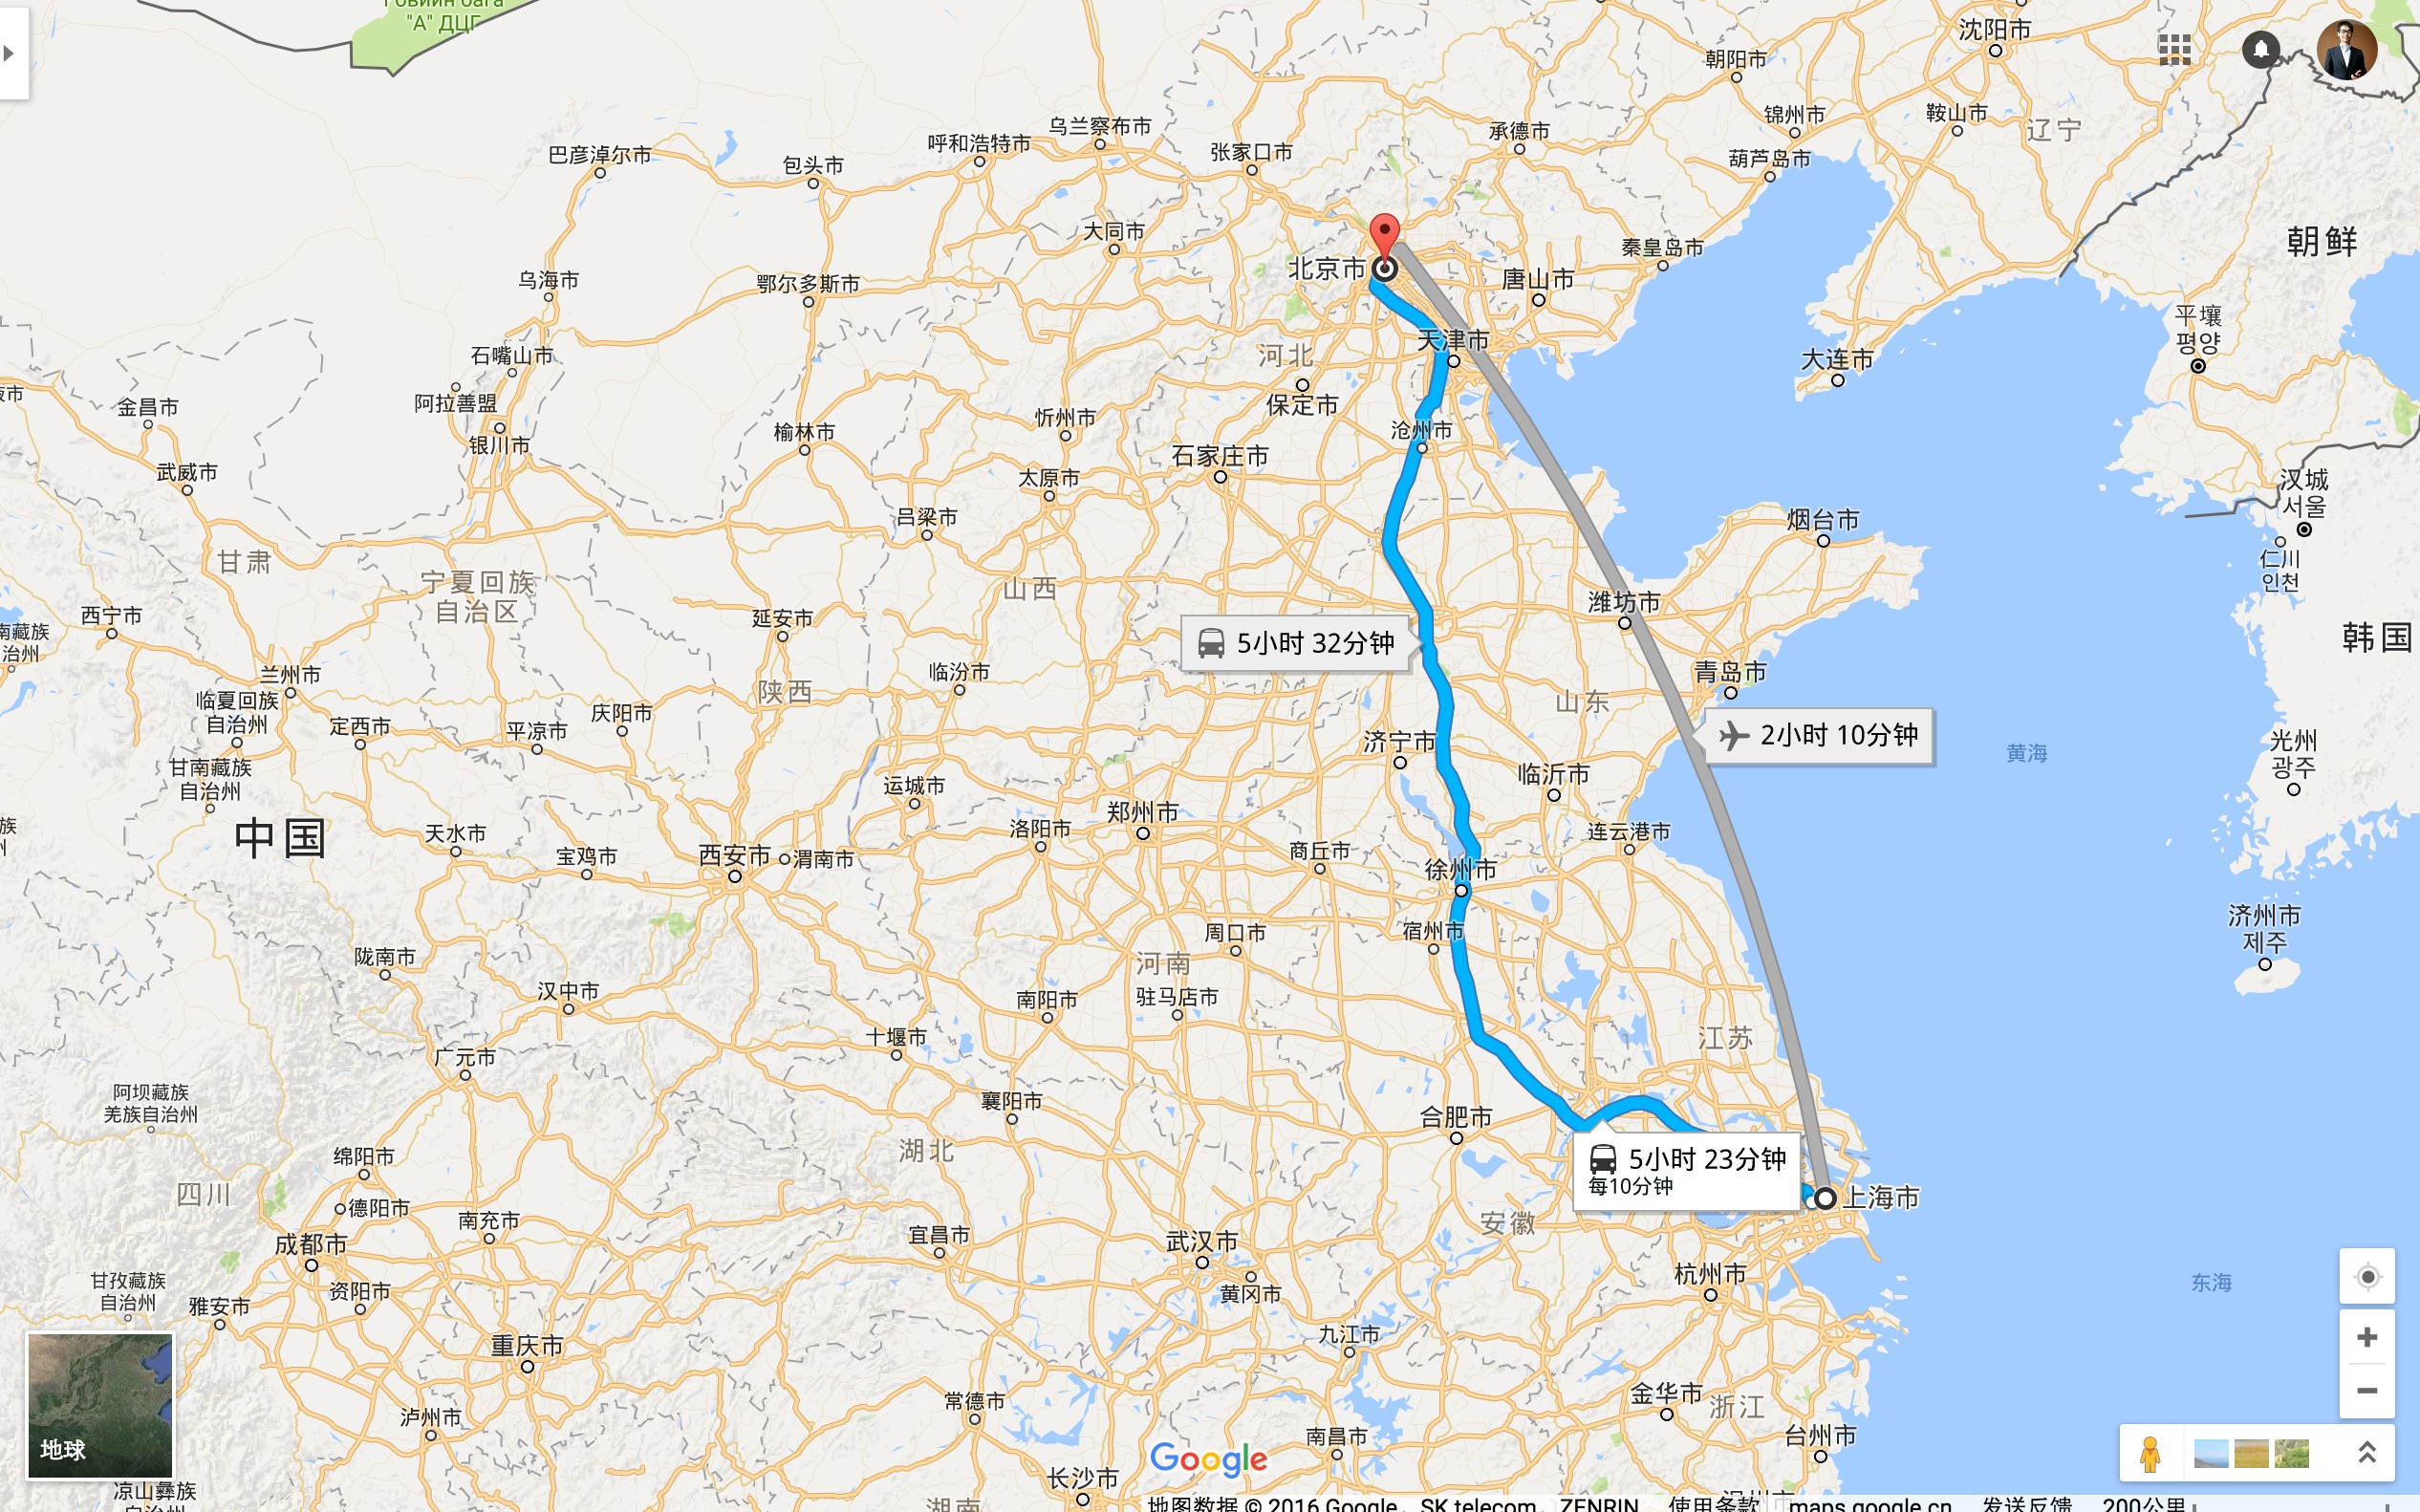 Говийн бага
"А" ДЦГ
沈阳市
朝阳市
锦州市
鞍山市
辽宁
承德市
葫芦岛市
乌兰察布市
呼和浩特市
张家口市
巴彦淖尔市
包头市
大同市
秦皇岛市
朝鲜
北京市
唐山市
乌海市
鄂尔多斯市
平壤
평양
天津市
石嘴山市
河北
大连市
阿拉善盟
保定市
金昌市
忻州市
沧州市
榆林市
银川市
石家庄市
武威市
太原市
汉城
서울
吕梁市
烟台市
甘肃
宁夏回族
自治区
山西
仁川
인천
潍坊市
西宁市
延安市
南藏族
治州
韩国
5小时 32分钟
兰州市
临汾市
青岛市
陕西
山东
临夏回族
自治州
庆阳市
定西市
平凉市
2小时 10分钟
黄海
济宁市
光州
광주
甘南藏族
自治州
临沂市
运城市
郑州市
中国
天水市
洛阳市
连云港市
商丘市
西安市
渭南市
宝鸡市
徐州市
济州市
제주
宿州市
周口市
陇南市
河南
汉中市
南阳市
驻马店市
十堰市
江苏
广元市
阿坝藏族
羌族自治州
襄阳市
合肥市
湖北
绵阳市
5小时 23分钟
每10分钟
四川
德阳市
上海市
南充市
安徽
宜昌市
成都市
武汉市
杭州市
甘孜藏族
自治州
资阳市
雅安市
黄冈市
东海
重庆市
九江市
金华市
浙江
常德市
泸州市
台州市
南昌市
地球
Google
长沙市
凉山彝族
自治州
湖南
温州市
地图数据 © 2016 Google, SK telecom, ZENRIN 使用条款 maps.google.cn 发送反馈 200公里